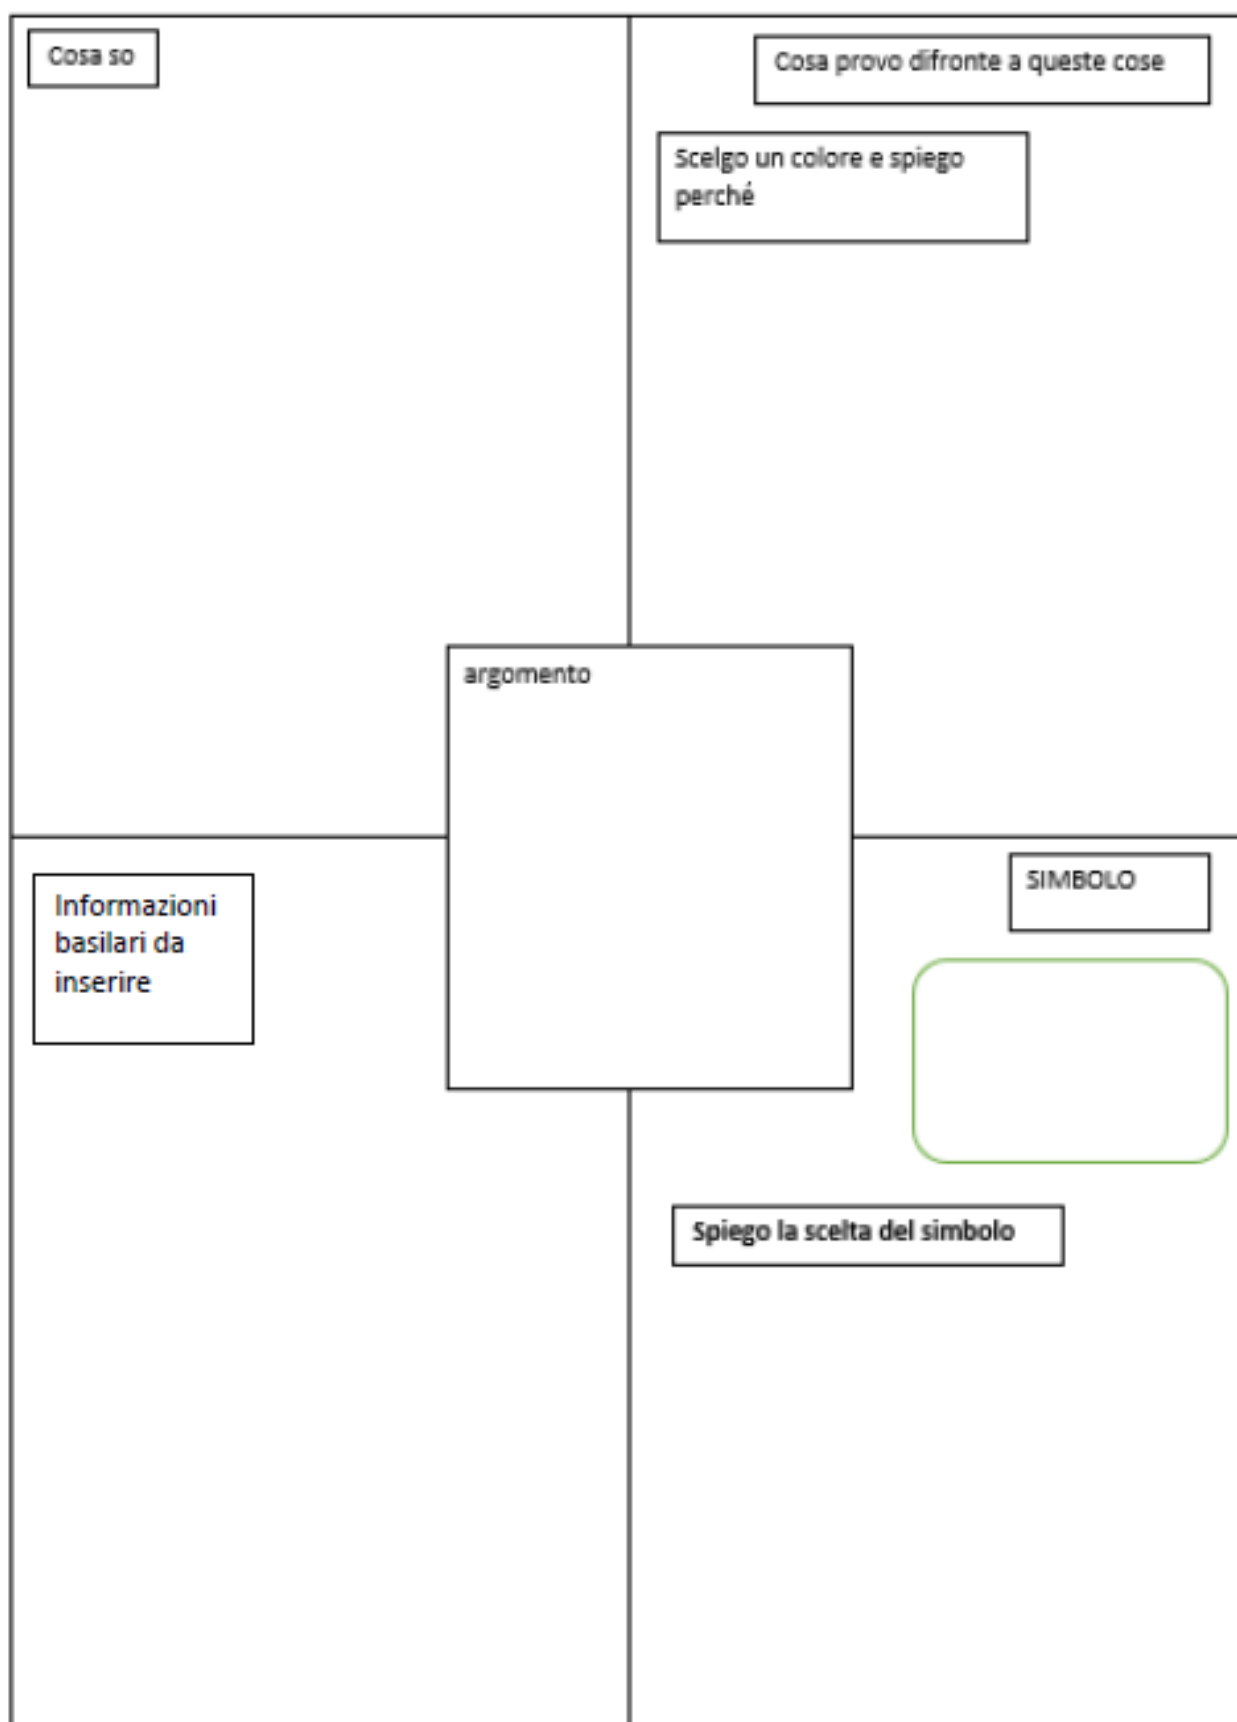 Cosa so
Cosa provo difronte a queste cose
Scelgo un colore e spiego
perché
argomento
Informazioni
basilari da
inserire
SIMBOLO
Spiego la scelta del simbolo